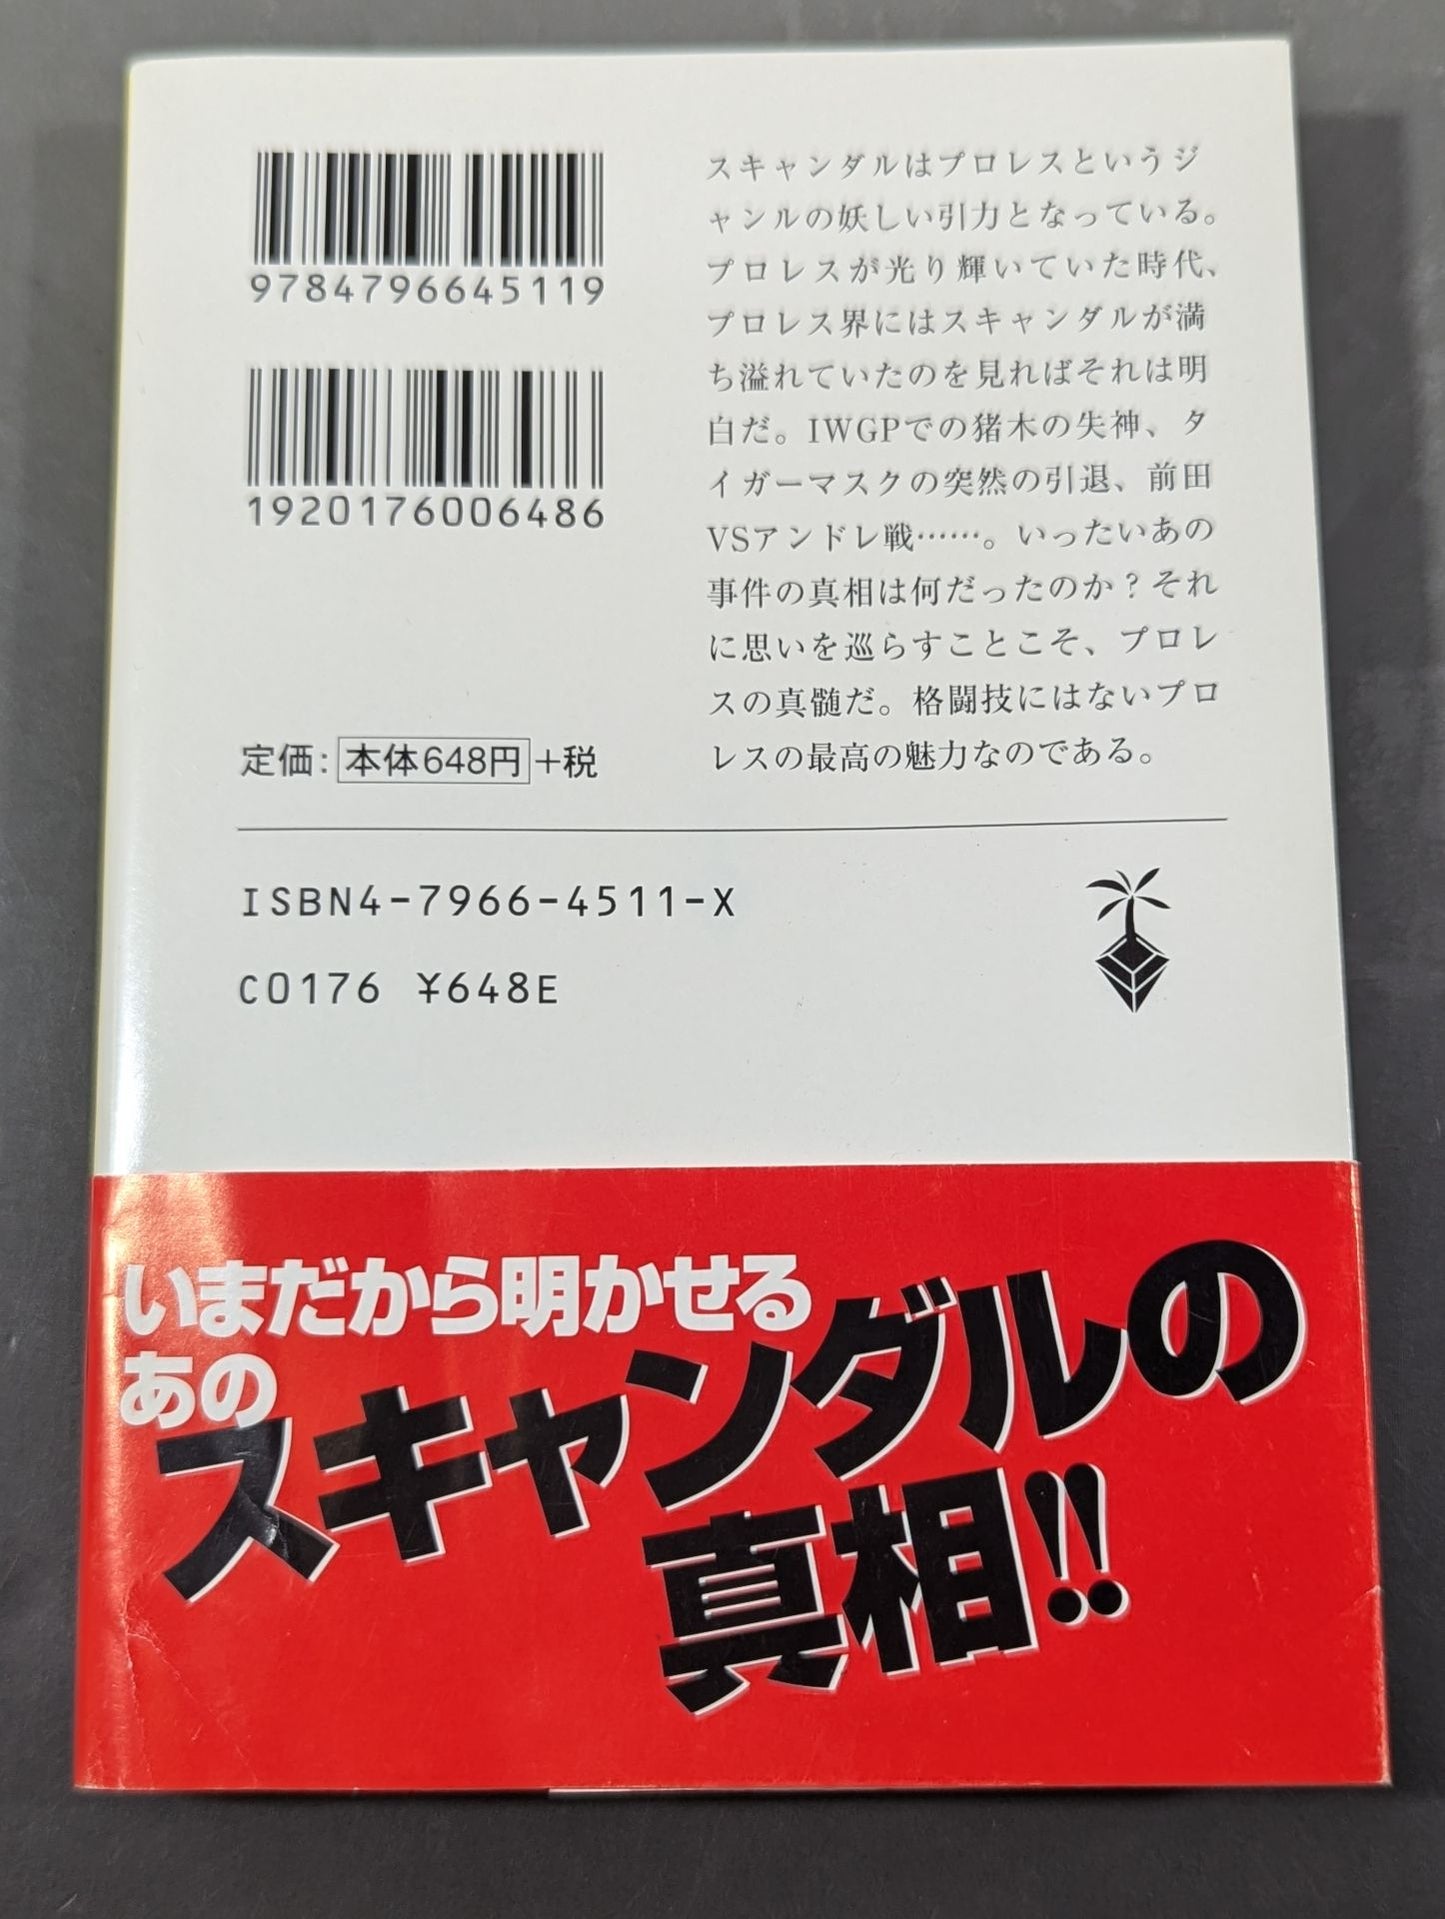 9784796645119
1920176006486
定価：本体648円+税
スキャンダルはプロレスというジ
ャンルの妖しい引力となっている。
プロレスが光り輝いていた時代、
プロレス界にはスキャンダルが満
ち溢れていたのを見ればそれは明
白だ。IWGPでの猪木の失神、タ
イガーマスクの突然の引退、前田
VSアンドレ戦……。いったいあの
事件の真相は何だったのか？それ
に思いを巡らすことこそ、プロレ
スの真髄だ。格闘技にはないプロ
レスの最高の魅力なのである。
ISBN4-7966-4511-X
C0176 ¥648E
いまだから明かせる
あの
スキャンダルの
真相!!